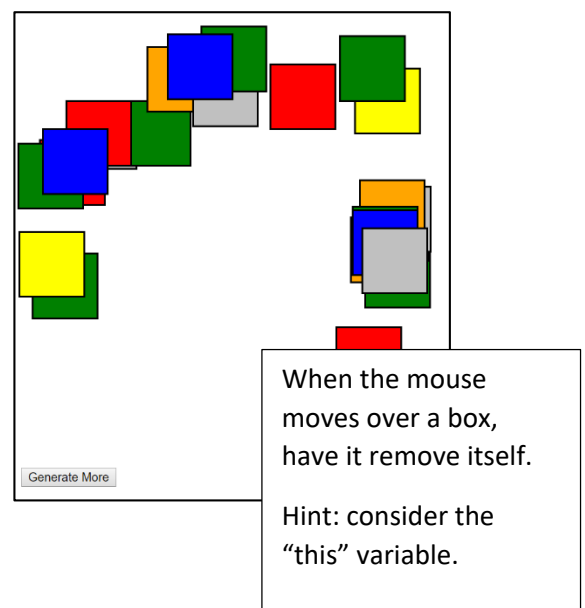 Generate More
When the mouse
moves over a box,
have it remove itself.
Hint: consider the
“this” variable.